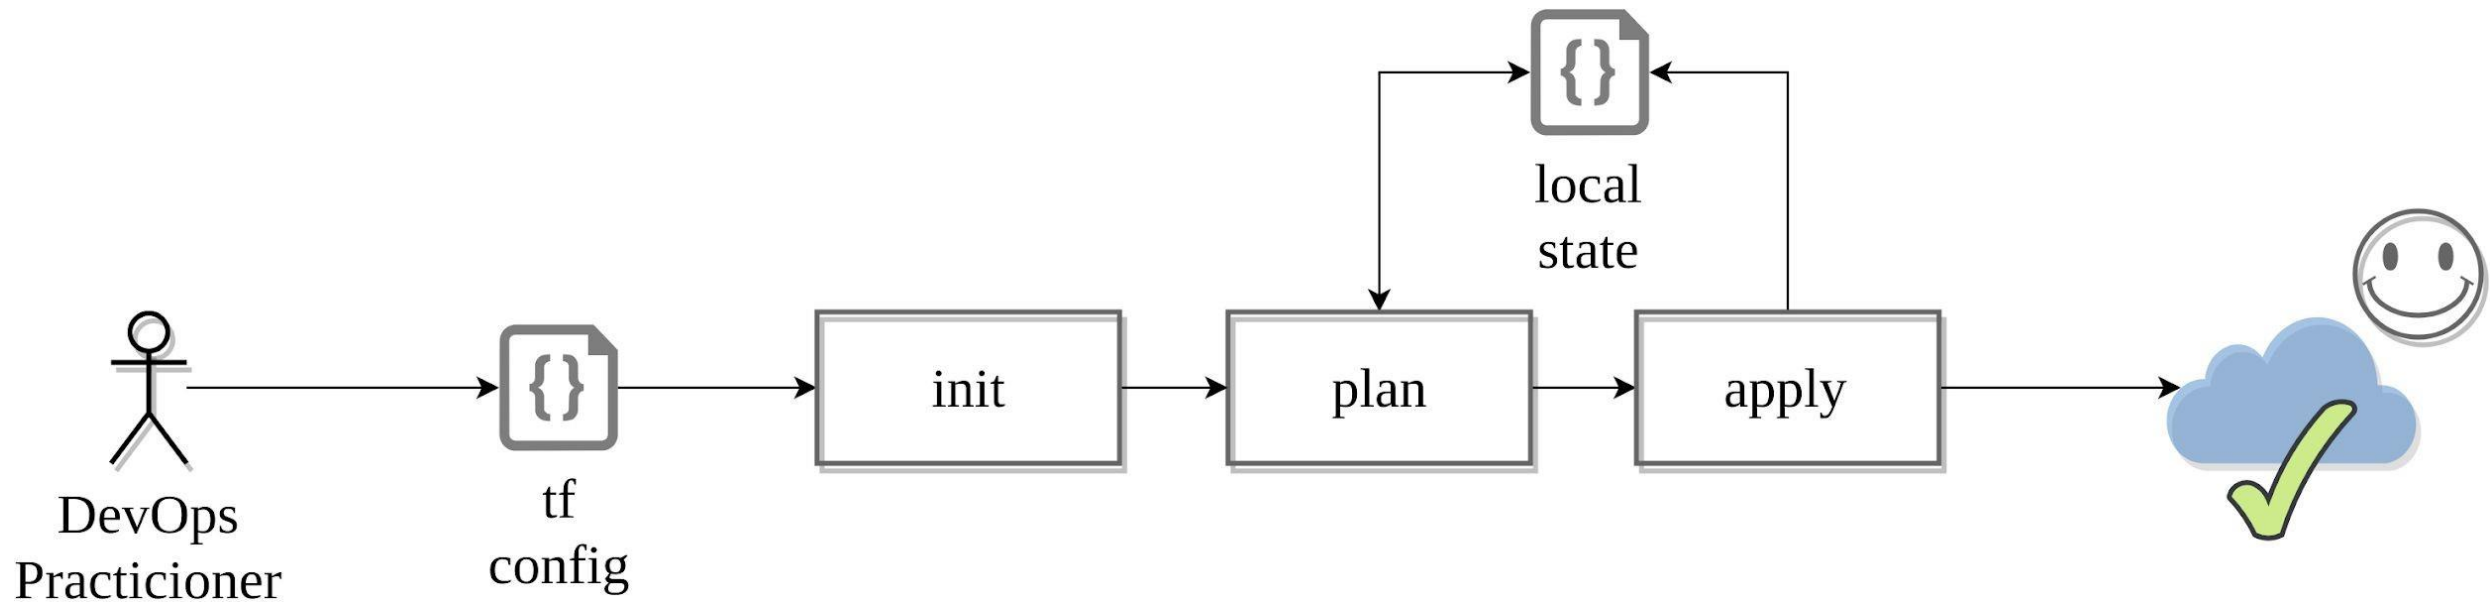 DevOps
Practicioner
{}
tf
config
init
plan
apply
{}
local
state